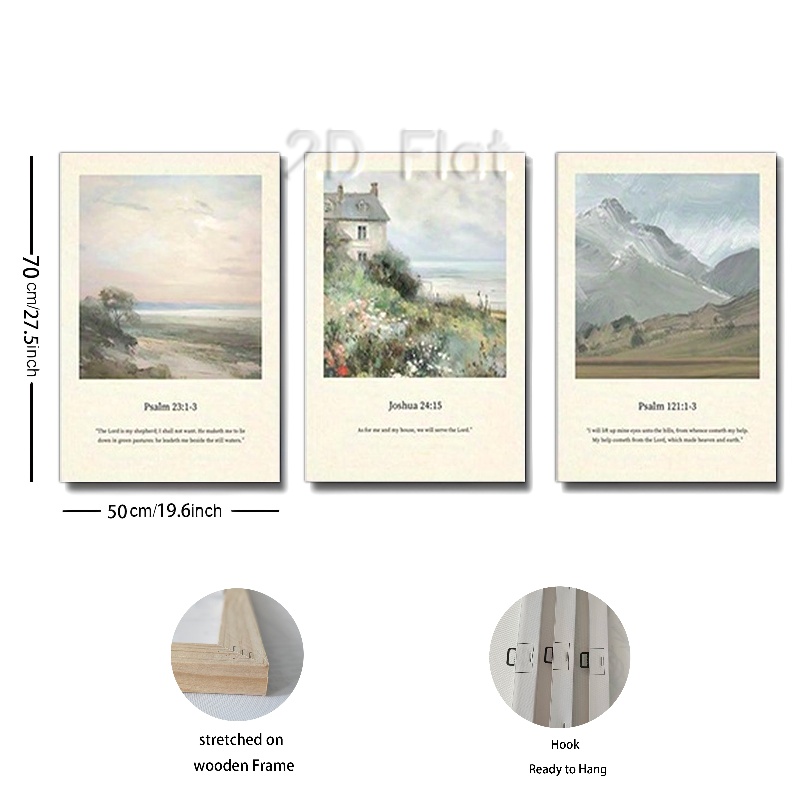 2D Flat
70 cm/27.5inch
Psalm 23:1-3
"The Lord is my shepherd; I shall not want. He maketh me to lie
down in green pastures: he leadeth me beside the still waters."
Joshua 24:15
As for me and my house, we will serve the Lord."
Psalm 121:1-3
"I will lift up mine eyes unto the hills, from whence cometh my help.
My help cometh from the Lord, which made heaven and earth."
50 cm/19.6inch
stretched on
wooden Frame
Hook
Ready to Hang